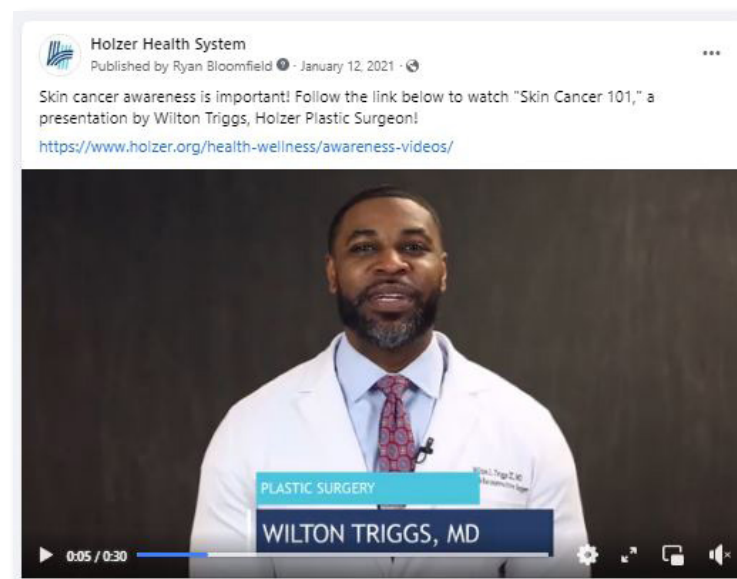 Holzer Health System
Published by Ryan Bloomfield · January 12, 2021 ·
Skin cancer awareness is important! Follow the link below to watch "Skin Cancer 101," a
presentation by Wilton Triggs, Holzer Plastic Surgeon!
https://www.holzer.org/health-wellness/awareness-videos/
PLASTIC SURGERY
WILTON TRIGGS, MD
0:05 / 0:30